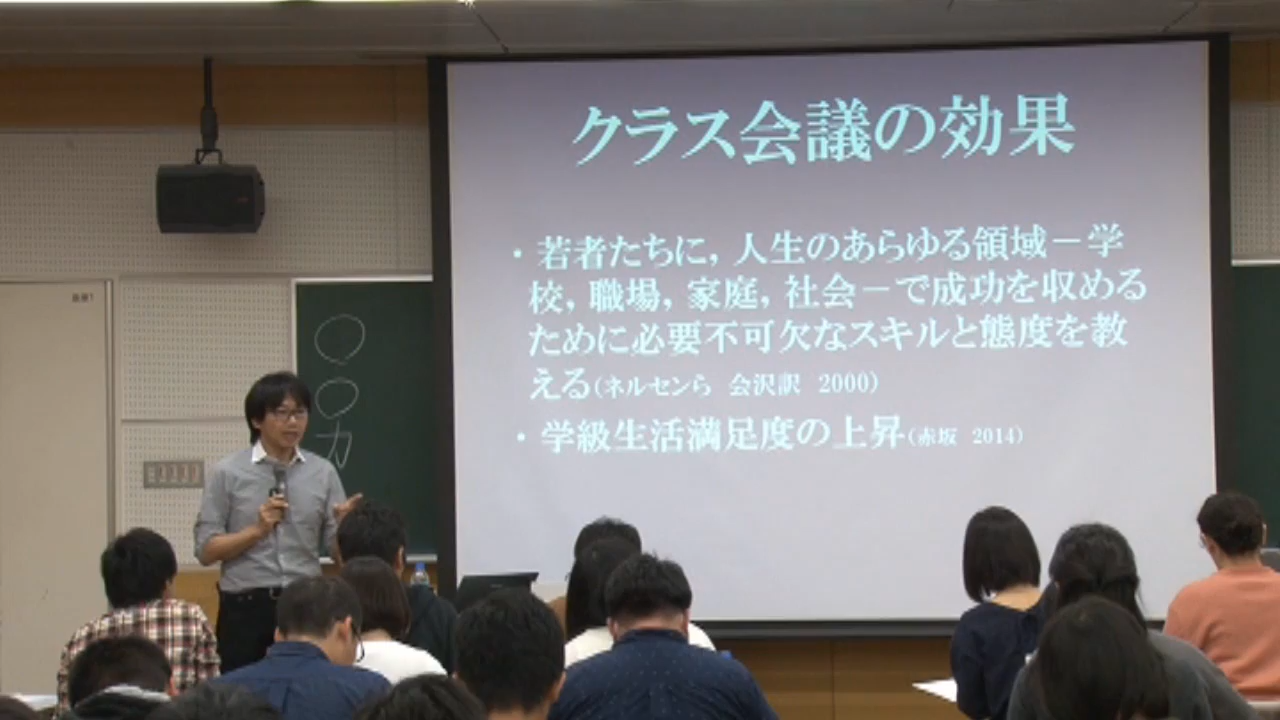 クラス会議の効果
・若者たちに，人生のあらゆる領域－学
校，職場，家庭，社会－で成功を収める
ために必要不可欠なスキルと態度を教
える（ネルセンら　会沢訳　2000）
・学級生活満足度の上昇（赤坂　2014）
〇
〇
カ